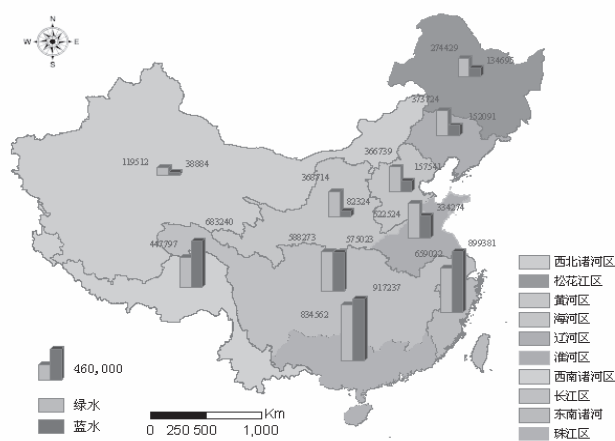 N
W E
S
274429
134695
373724
152091
366739
157541
119512
38884
368714
82324
522524
334274
683240
447797
588273
575023
899381
659022
917237
834562
西北诸河区
松花江区
黄河区
海河区
辽河区
淮河区
西南诸河区
长江区
东南诸河
珠江区
460,000
绿水
蓝水
Km
0 250 500 1,000